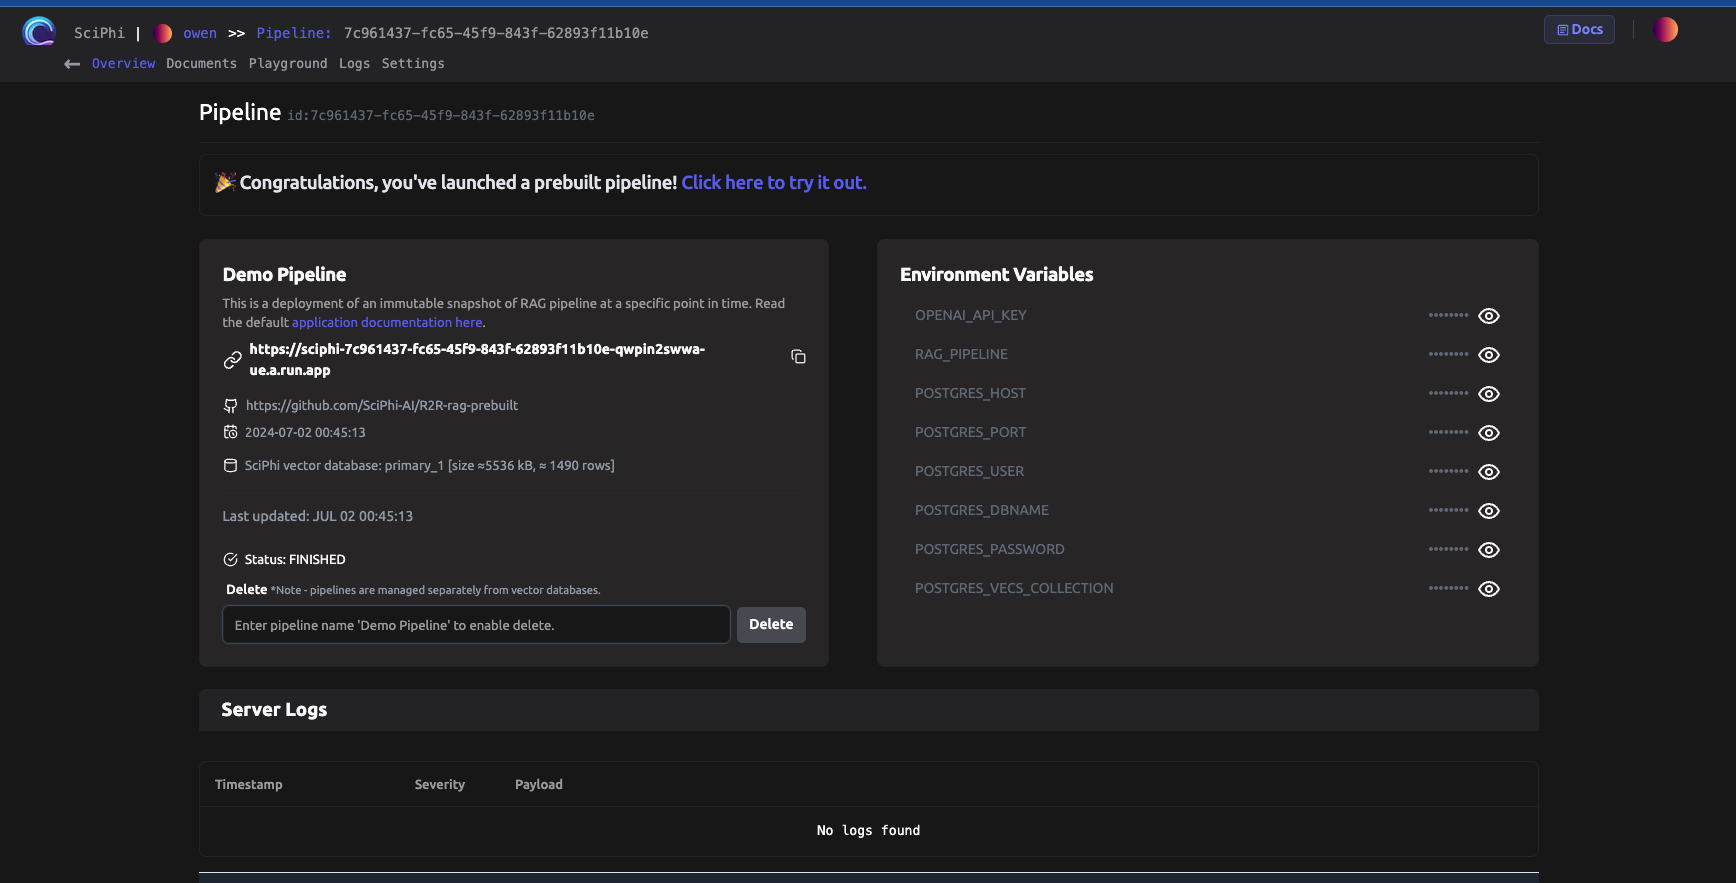 SciPhi | owen >> Pipeline: 7c961437-fc65-45f9-843f-62893f11b10e
Docs
Overview Documents Playground Logs Settings
Pipeline id:7c961437-fc65-45f9-843f-62893f11b10e
🎉Congratulations, you've launched a prebuilt pipeline! Click here to try it out.
Demo Pipeline
This is a deployment of an immutable snapshot of RAG pipeline at a specific point in time. Read
the default application documentation here.
https://sciphi-7c961437-fc65-45f9-843f-62893f11b10e-qwpin2swwa-
ue.a.run.app
https://github.com/SciPhi-AI/R2R-rag-prebuilt
2024-07-02 00:45:13
SciPhi vector database: primary_1 [size ≈5536 kB, ≈ 1490 rows]
Last updated: JUL 02 00:45:13
Status: FINISHED
Delete *Note - pipelines are managed separately from vector databases.
Enter pipeline name 'Demo Pipeline' to enable delete.
Delete
Environment Variables
OPENAI_API_KEY ••••••••
RAG_PIPELINE ••••••••
POSTGRES_HOST ••••••••
POSTGRES_PORT ••••••••
POSTGRES_USER ••••••••
POSTGRES_DBNAME ••••••••
POSTGRES_PASSWORD ••••••••
POSTGRES_VECS_COLLECTION ••••••••
Server Logs
Timestamp Severity Payload
No logs found